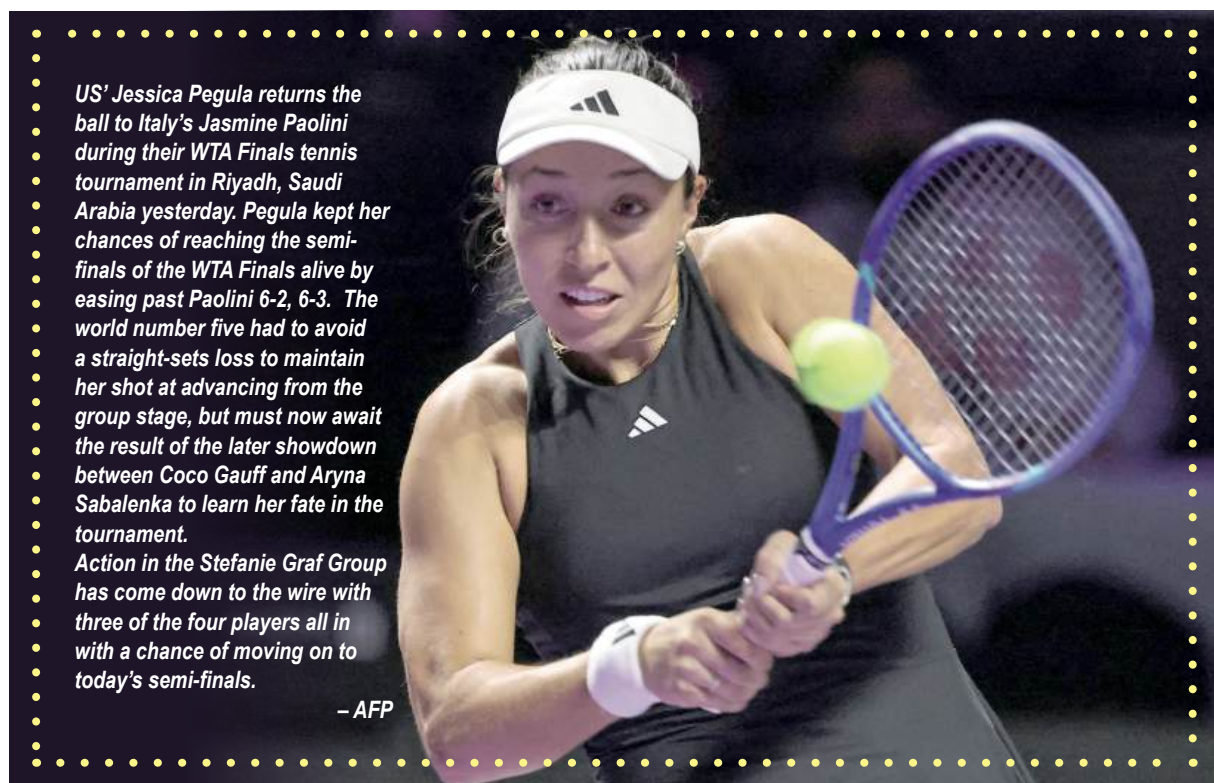 US’ Jessica Pegula returns the
ball to Italy’s Jasmine Paolini
during their WTA Finals tennis
tournament in Riyadh, Saudi
Arabia yesterday. Pegula kept her
chances of reaching the semi-
finals of the WTA Finals alive by
easing past Paolini 6-2, 6-3.  The
world number five had to avoid
a straight-sets loss to maintain
her shot at advancing from the
group stage, but must now await
the result of the later showdown
between Coco Gauff and Aryna
Sabalenka to learn her fate in the
tournament.
Action in the Stefanie Graf Group
has come down to the wire with
three of the four players all in
with a chance of moving on to
today’s semi-finals.
– AFP